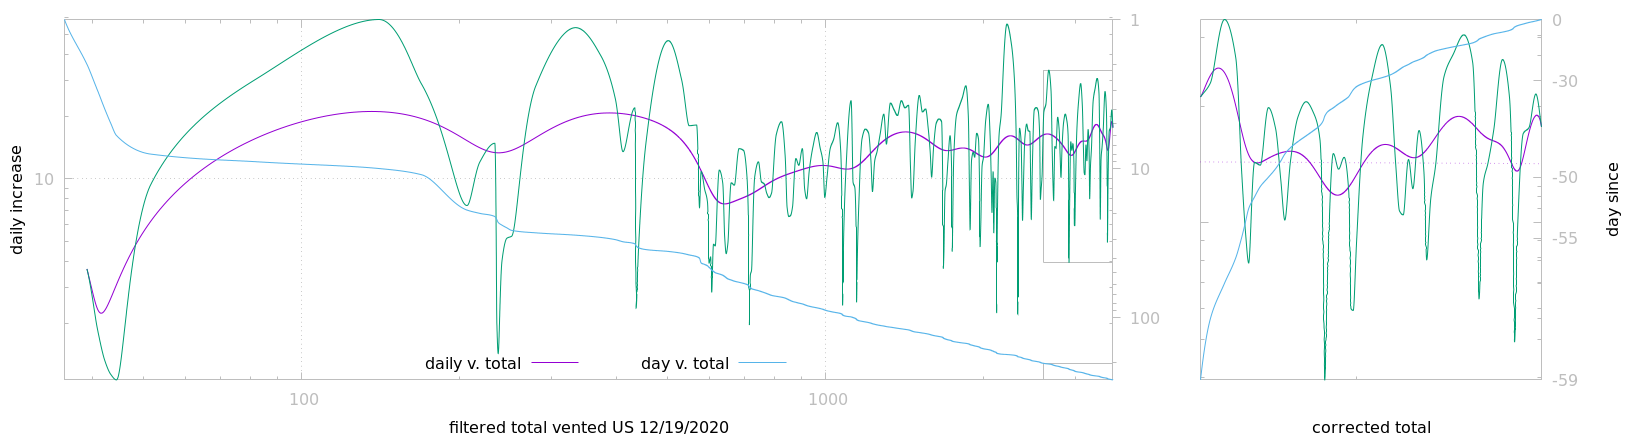 daily increase
10
1
10
100
daily v. total
day v. total
100
1000
filtered total vented US 12/19/2020
0
-30
-50
-55
-59
day since
corrected total